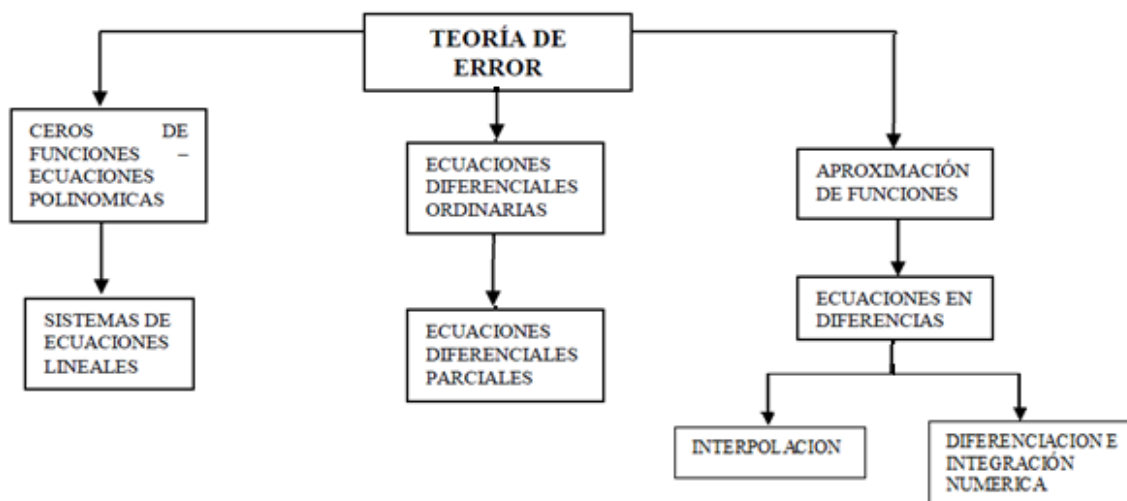 TEORÍA DE
ERROR
CEROS DE
FUNCIONES –
ECUACIONES
POLINOMICAS
SISTEMAS DE
ECUACIONES
LINEALES
ECUACIONES
DIFERENCIALES
ORDINARIAS
ECUACIONES
DIFERENCIALES
PARCIALES
APROXIMACIÓN
DE FUNCIONES
ECUACIONES EN
DIFERENCIAS
INTERPOLACION
DIFERENCIACION E
INTEGRACIÓN
NUMERICA